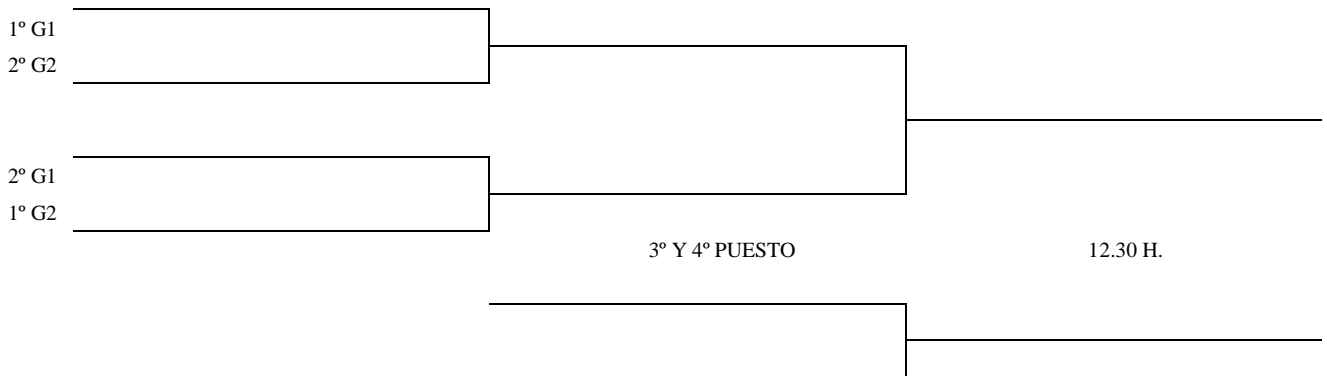 1º G1
2º G2
2º G1
1º G2
3º Y 4º PUESTO 12.30 H.